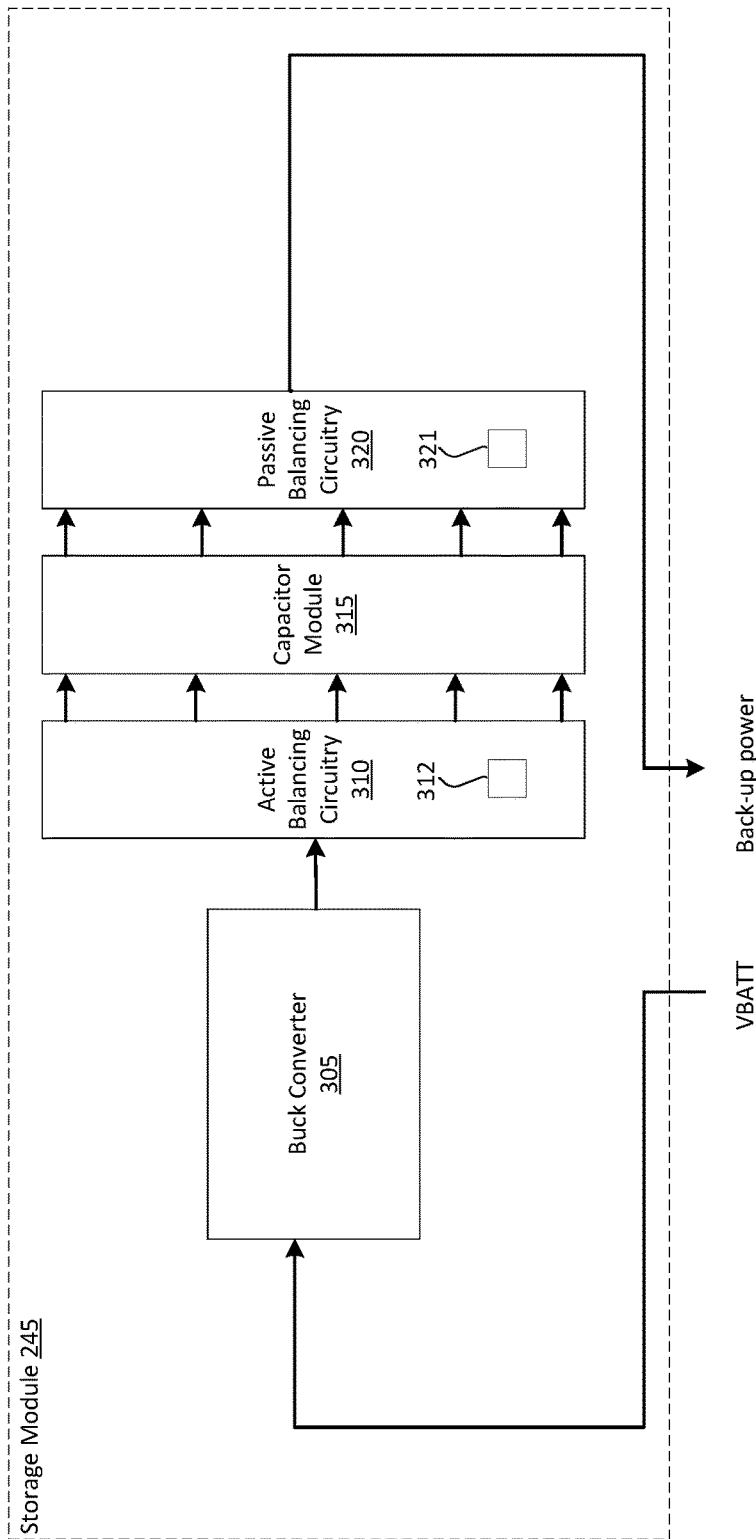 Storage Module 245
Buck Converter
305
Active
Balancing
Circuitry
310
312
Capacitor
Module
315
Passive
Balancing
Circuitry
320
321
VBATT
Back-up power